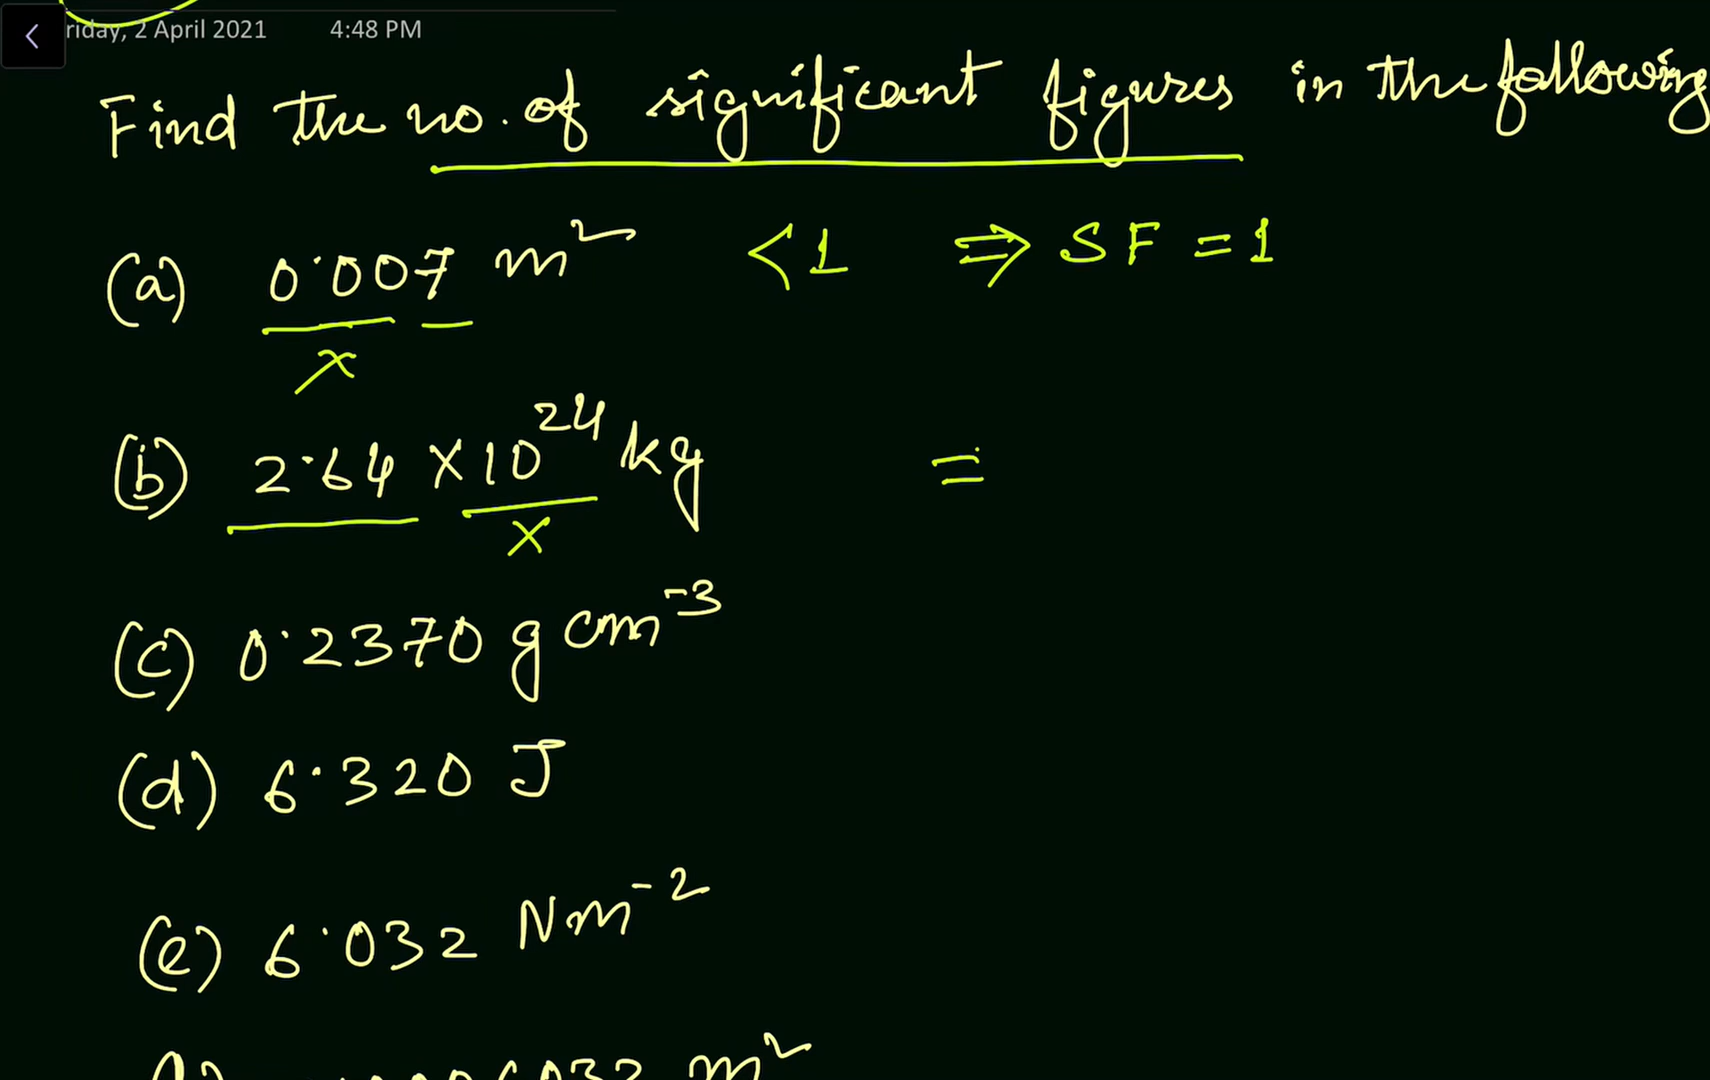 riday, 2 April 2021 4:48 PM
Find the no. of significant figures in the following
(a) 0.007 m² <1 ⇒ SF = 1
x
(b) 2.64 ×10²⁴ kg =
x
(c) 0.2370 g cm⁻³
(d) 6.320 J
(e) 6.032 Nm⁻²
m²